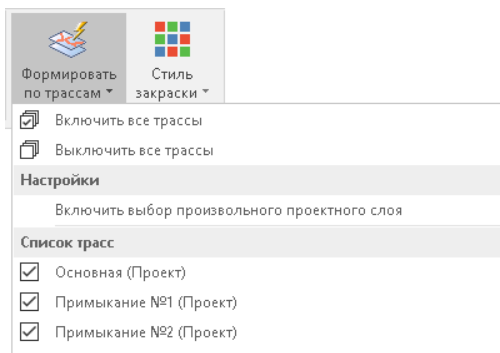 Формировать
по трассам
Стиль
закраски
Включить все трассы
Выключить все трассы
Настройки
Включить выбор произвольного проектного слоя
Список трасс
Основная (Проект)
Примыкание №1 (Проект)
Примыкание №2 (Проект)